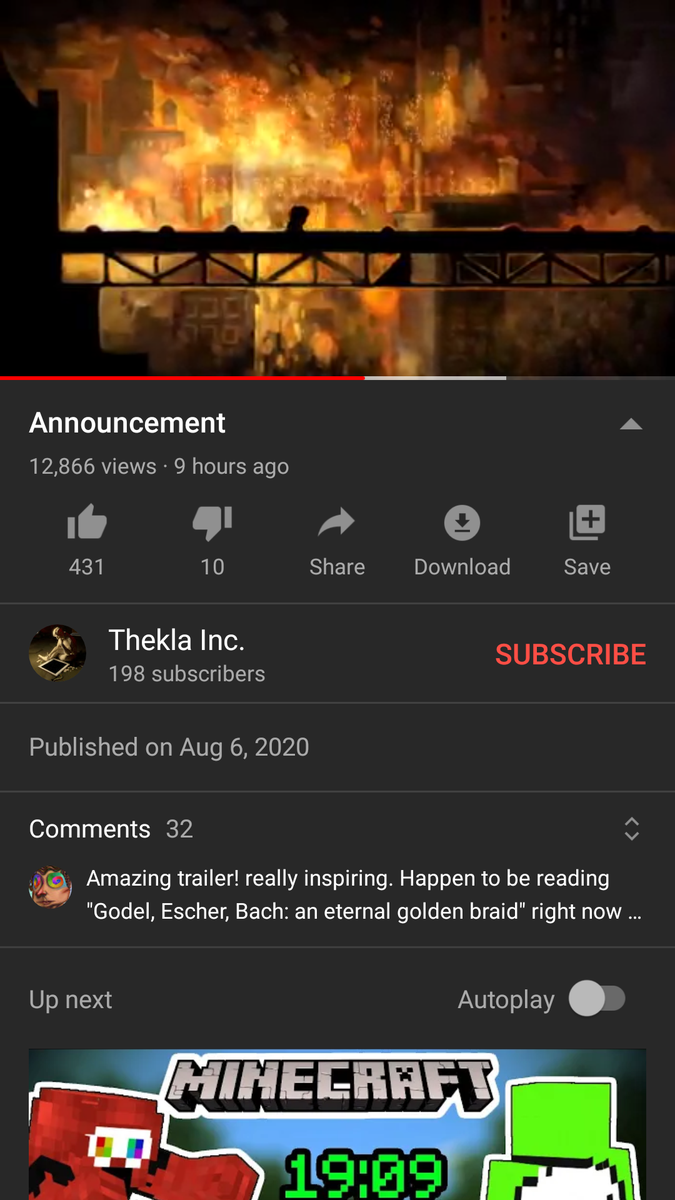 Anniversary Edition
Announcement
12,866 views · 9 hours ago
431
10
Share
Download
Save
Thekla Inc.
198 subscribers
SUBSCRIBE
Published on Aug 6, 2020
Comments 32
Amazing trailer! really inspiring. Happen to be reading
"Godel, Escher, Bach: an eternal golden braid" right now ...
Up next
Autoplay
MINECRAFT
19:09